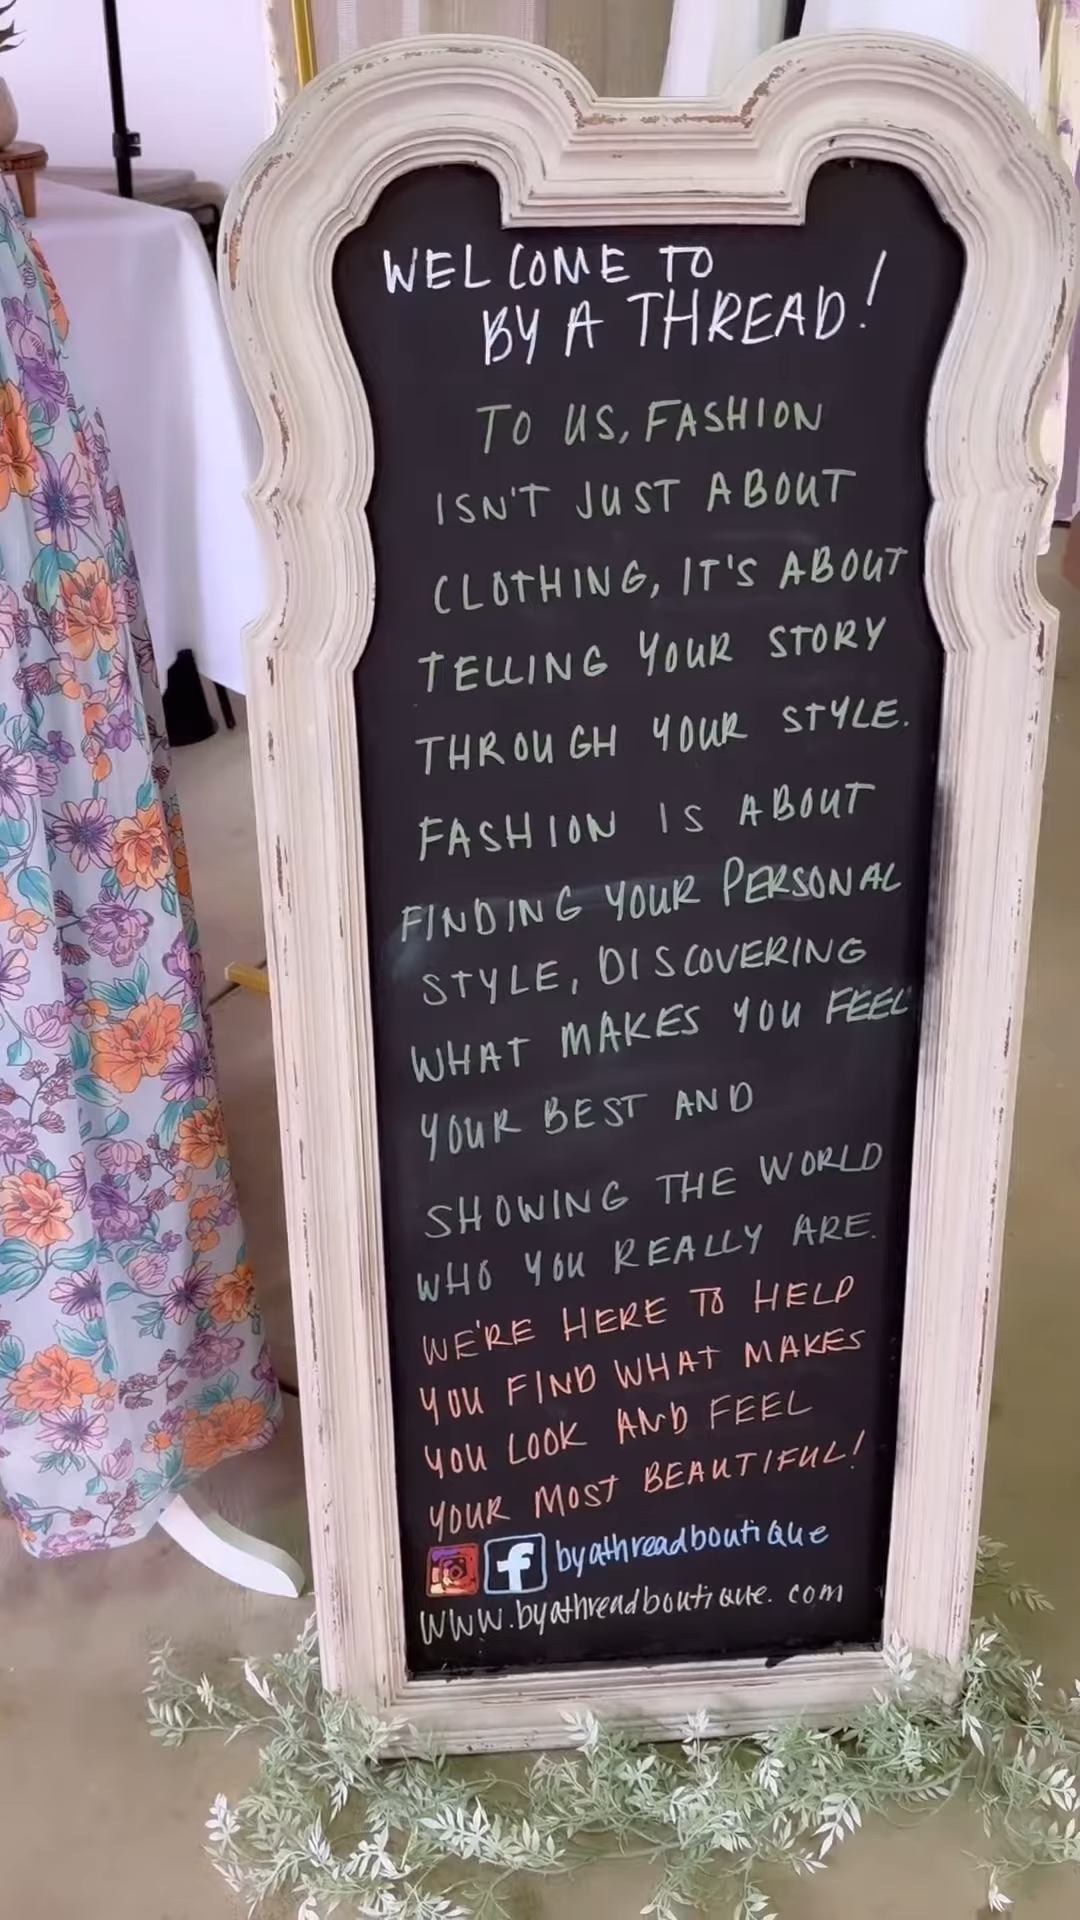 WELCOME TO
BY A THREAD!
TO US, FASHION
ISN'T JUST ABOUT
CLOTHING, IT'S ABOUT
TELLING YOUR STORY
THROUGH YOUR STYLE.
FASHION IS ABOUT
FINDING YOUR PERSONAL
STYLE, DISCOVERING
WHAT MAKES YOU FEEL
YOUR BEST AND
SHOWING THE WORLD
WHO YOU REALLY ARE.
WE'RE HERE TO HELP
YOU FIND WHAT MAKES
YOU LOOK AND FEEL
YOUR MOST BEAUTIFUL!
f byathreadboutique
www.byathreadboutique.com